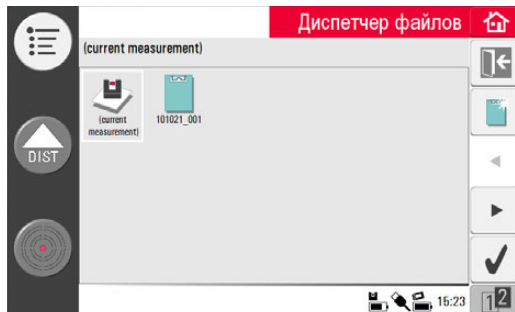 Диспетчер файлов
(current measurement)
(current
measurement)
101021_001
DIST
15:23
12